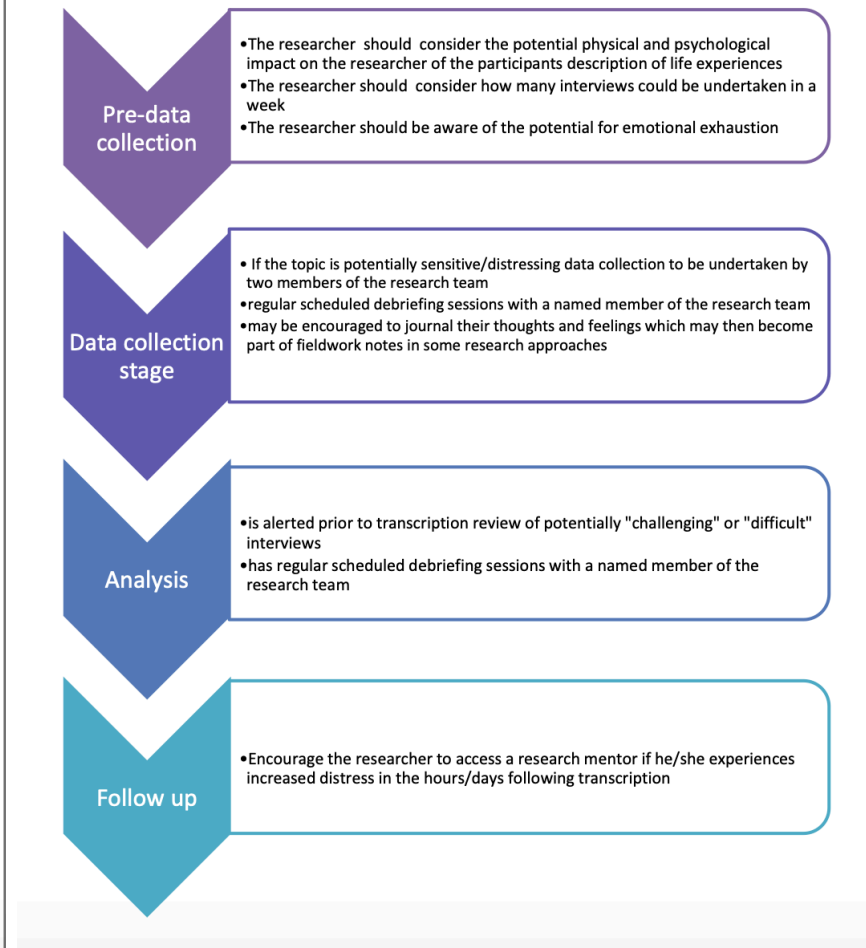 Pre-data
collection
•The researcher  should  consider the potential physical and psychological
impact on the researcher of the participants description of life experiences
•The researcher should  consider how many interviews could be undertaken in a
week
•The researcher should be aware of the potential for emotional exhaustion
Data collection
stage
• If the topic is potentially sensitive/distressing data collection to be undertaken by
two members of the research team
•regular scheduled debriefing sessions with a named member of the research team
•may be encouraged to journal their thoughts and feelings which may then become
part of fieldwork notes in some research approaches
Analysis
•is alerted prior to transcription review of potentially "challenging" or "difficult"
interviews
•has regular scheduled debriefing sessions with a named member of the
research team
Follow up
•Encourage the researcher to access a research mentor if he/she experiences
increased distress in the hours/days following transcription